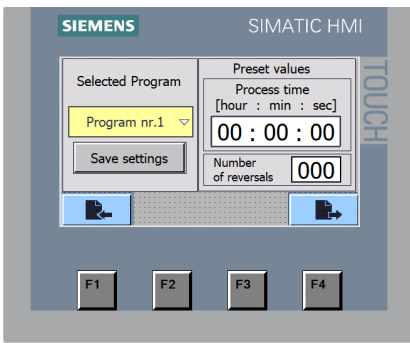 SIEMENS
SIMATIC HMI
TOUCH
Selected Program
Program nr.1
Save settings
Preset values
Process time
[hour : min : sec]
00 : 00 : 00
Number
of reversals
000
F1
F2
F3
F4